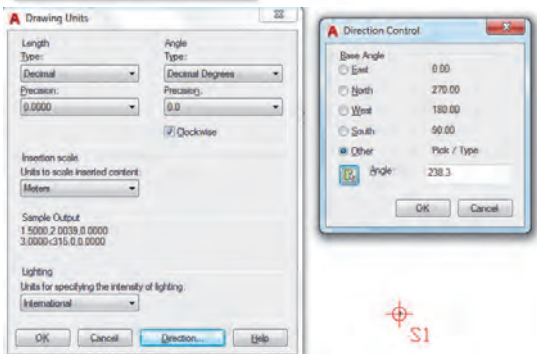 Drawing Units
Length
Type:
Decimal
Precision:
0.0000
Angle
Type:
Decimal Degrees
Precision:
0.0
Clockwise
Insertion scale
Units to scale inserted content:
Meters
Sample Output
1.5000,2.0039,0.0000
3.0000<315.0,0.0000
Lighting
Units for specifying the intensity of lighting:
International
OK Cancel Direction... Help
Direction Control
Base Angle
East 0.00
North 270.00
West 180.00
South 90.00
Other Pick / Type
Angle: 238.3
OK Cancel
S1